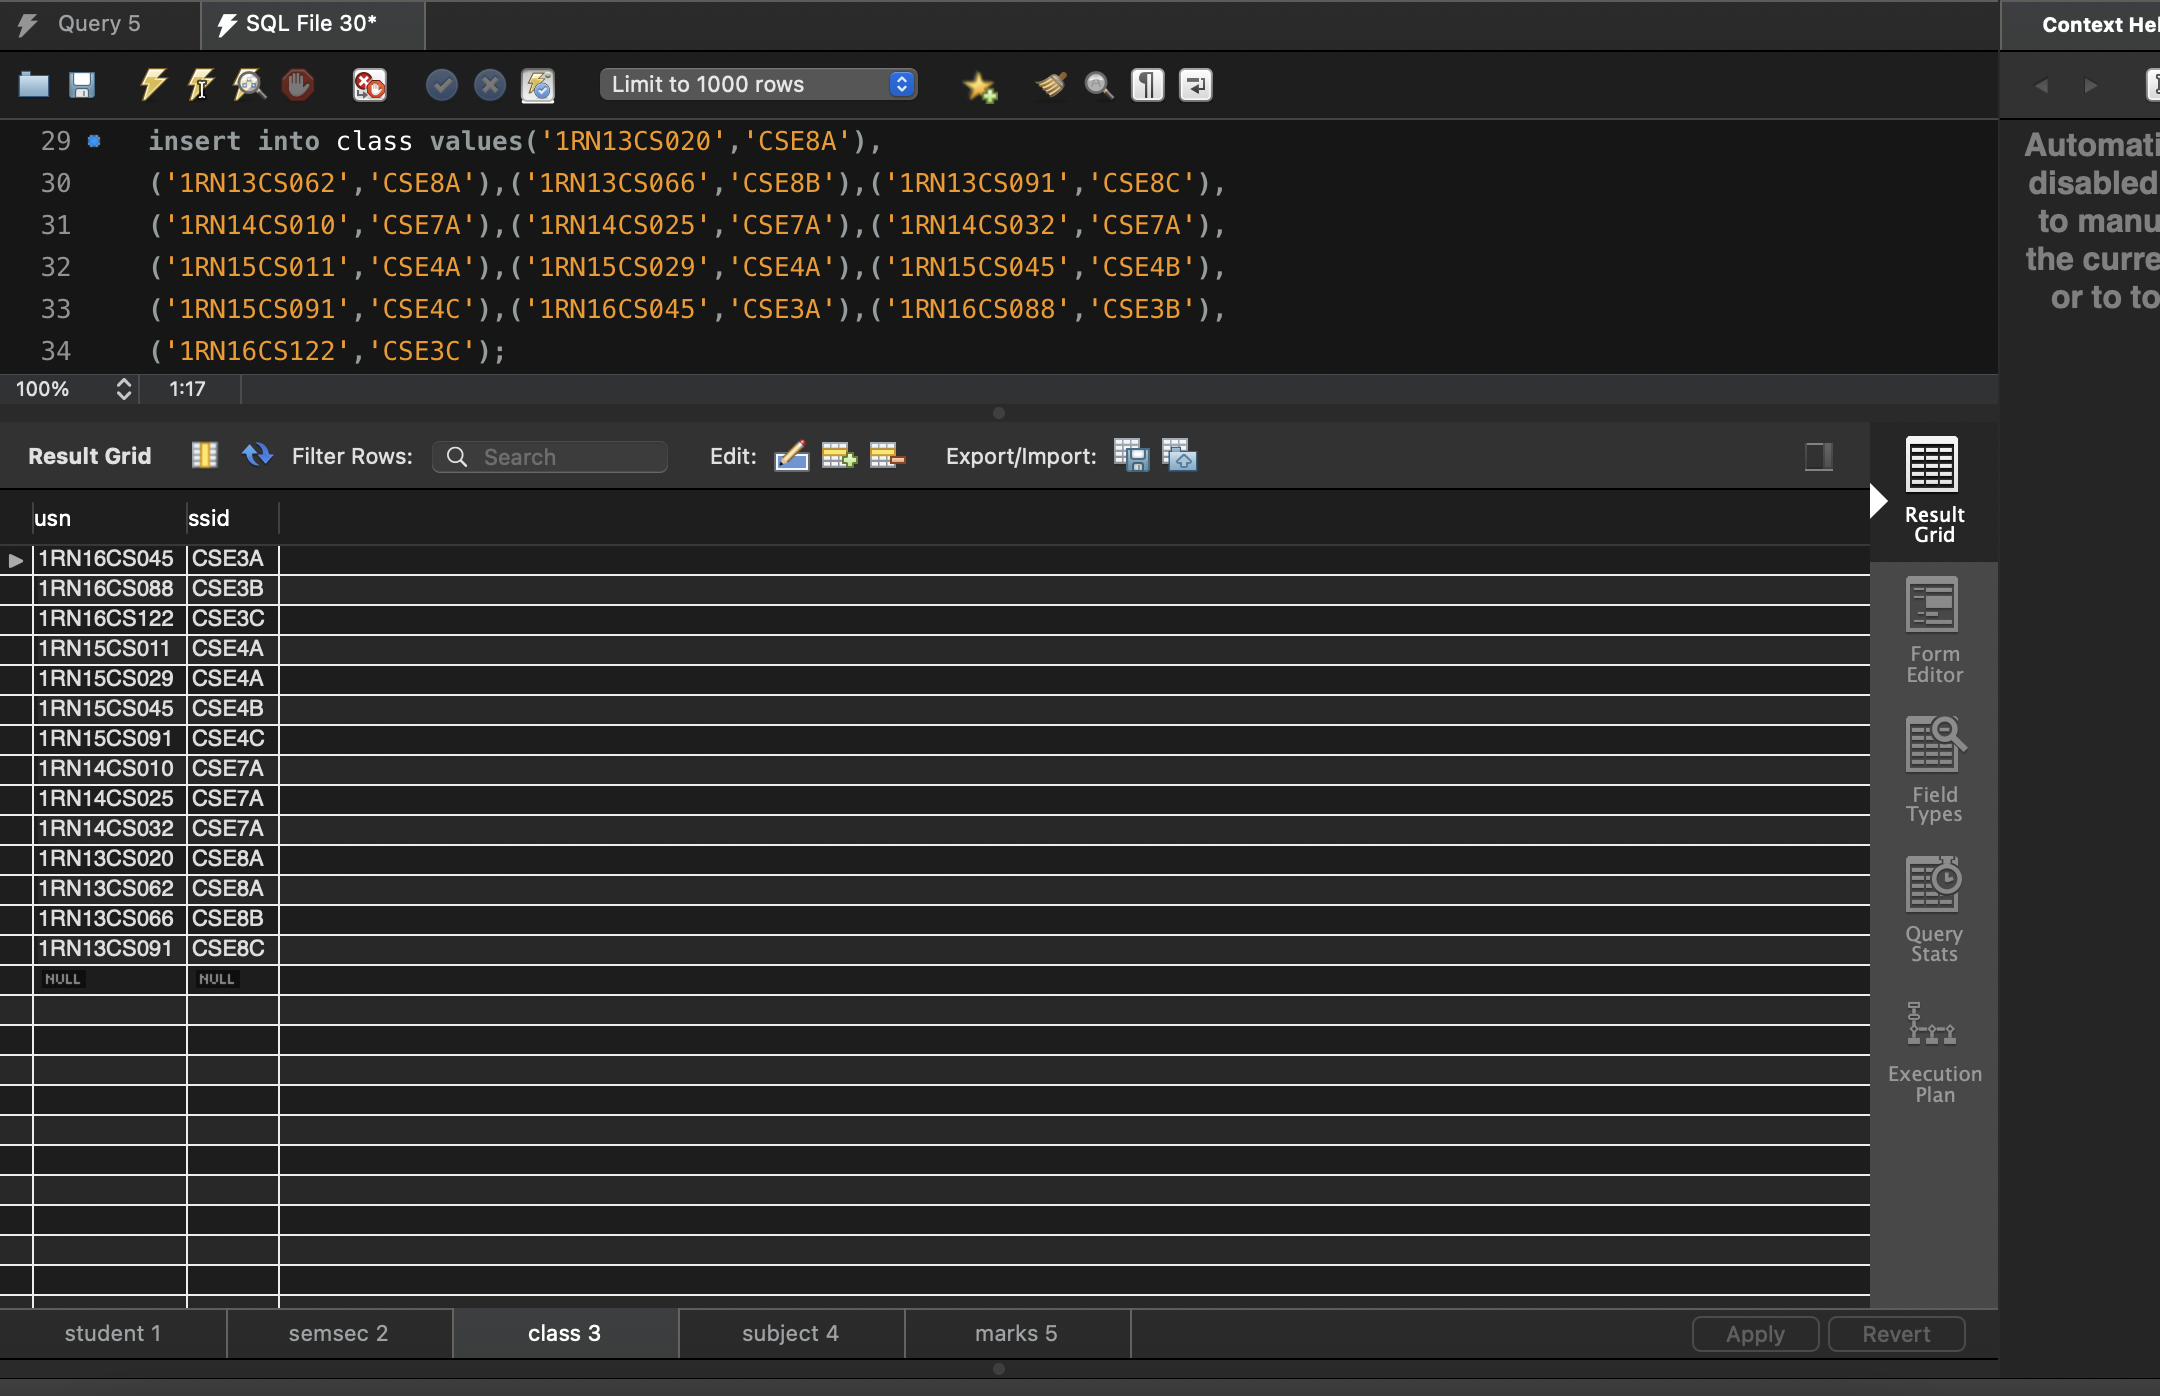 Query 5
SQL File 30*
Context Hel
Limit to 1000 rows
29 insert into class values('1RN13CS020','CSE8A'),
30 ('1RN13CS062','CSE8A'),('1RN13CS066','CSE8B'),('1RN13CS091','CSE8C'),
31 ('1RN14CS010','CSE7A'),('1RN14CS025','CSE7A'),('1RN14CS032','CSE7A'),
32 ('1RN15CS011','CSE4A'),('1RN15CS029','CSE4A'),('1RN15CS045','CSE4B'),
33 ('1RN15CS091','CSE4C'),('1RN16CS045','CSE3A'),('1RN16CS088','CSE3B'),
34 ('1RN16CS122','CSE3C');
Automati
disabled
to manu
the curre
or to to
100% 1:17
Result Grid Filter Rows: Search Edit: Export/Import:
usn ssid
1RN16CS045 CSE3A
1RN16CS088 CSE3B
1RN16CS122 CSE3C
1RN15CS011 CSE4A
1RN15CS029 CSE4A
1RN15CS045 CSE4B
1RN15CS091 CSE4C
1RN14CS010 CSE7A
1RN14CS025 CSE7A
1RN14CS032 CSE7A
1RN13CS020 CSE8A
1RN13CS062 CSE8A
1RN13CS066 CSE8B
1RN13CS091 CSE8C
NULL NULL
Result
Grid
Form
Editor
Field
Types
Query
Stats
Execution
Plan
student 1 semsec 2 class 3 subject 4 marks 5 Apply Revert